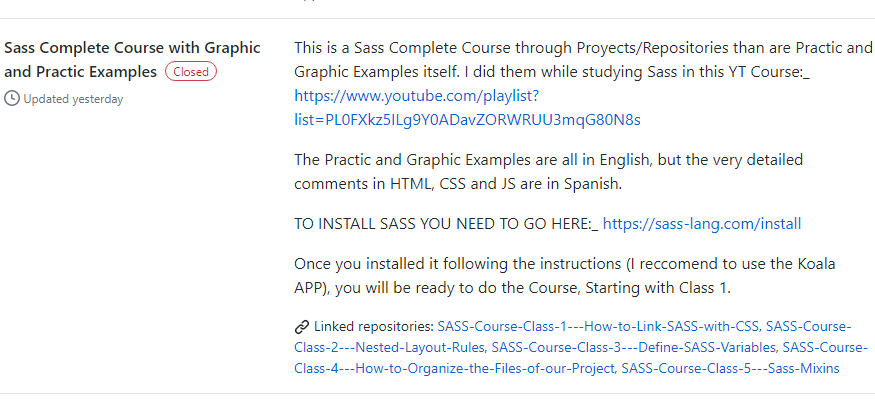 Sass Complete Course with Graphic
and Practic Examples Closed
Updated yesterday
This is a Sass Complete Course through Proyects/Repositories than are Practic and
Graphic Examples itself. I did them while studying Sass in this YT Course:_
https://www.youtube.com/playlist?
list=PL0FXkz5ILg9Y0ADavZORWRUU3mqG80N8s
The Practic and Graphic Examples are all in English, but the very detailed
comments in HTML, CSS and JS are in Spanish.
TO INSTALL SASS YOU NEED TO GO HERE:_ https://sass-lang.com/install
Once you installed it following the instructions (I reccomend to use the Koala
APP), you will be ready to do the Course, Starting with Class 1.
Linked repositories: SASS-Course-Class-1---How-to-Link-SASS-with-CSS, SASS-Course-
Class-2---Nested-Layout-Rules, SASS-Course-Class-3---Define-SASS-Variables, SASS-Course-
Class-4---How-to-Organize-the-Files-of-our-Project, SASS-Course-Class-5---Sass-Mixins